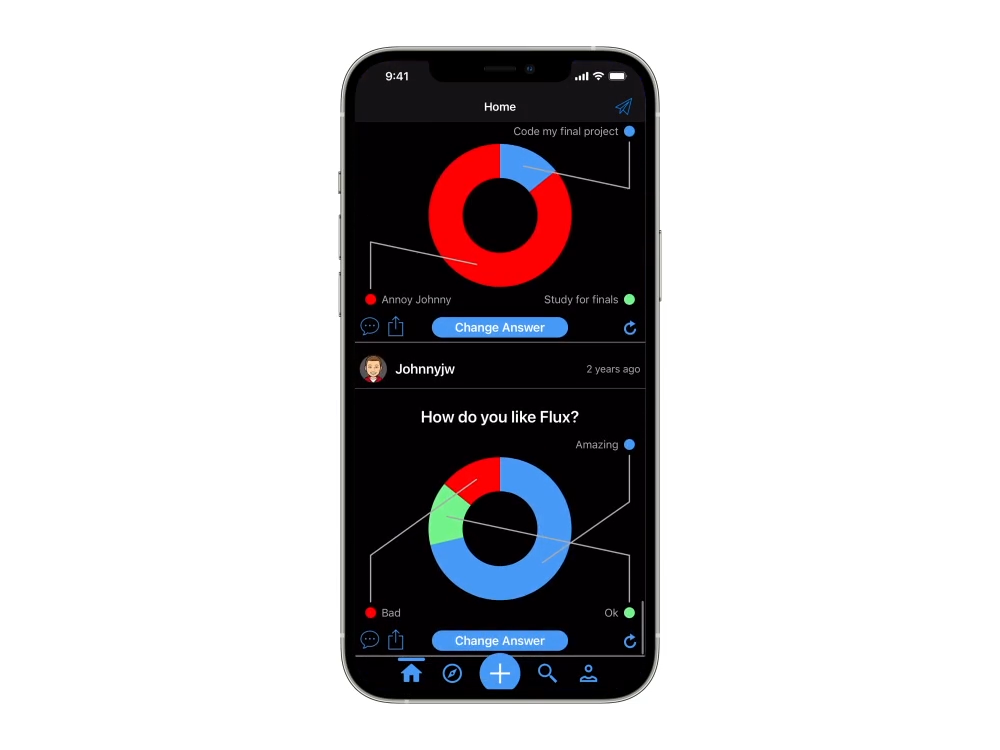 9:41
Home
Code my final project
Annoy Johnny
Study for finals
Change Answer
Johnnyjw
2 years ago
How do you like Flux?
Amazing
Bad
Ok
Change Answer